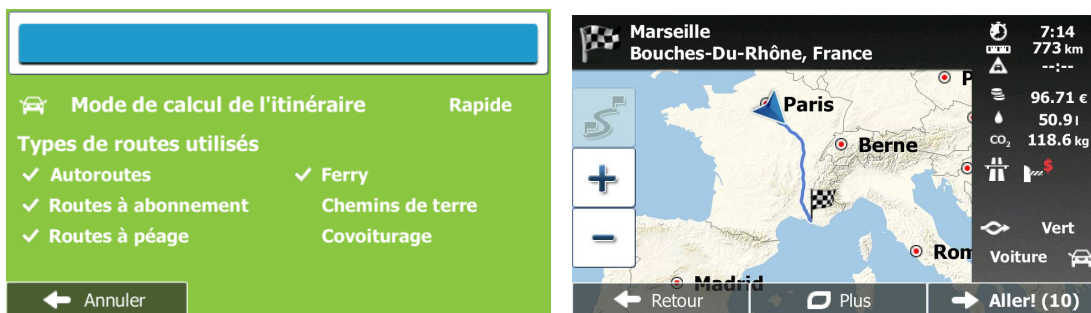 Mode de calcul de l'itinéraire Rapide
Types de routes utilisés
Autoroutes Ferry
Routes à abonnement Chemins de terre
Routes à péage Covoiturage
Annuler
Marseille
Bouches-Du-Rhône, France
7:14
773 km
--:--
96.71 €
50.9 l
CO2 118.6 kg
$
Vert
Voiture
Paris
Berne
Madrid
Retour Plus Aller! (10)